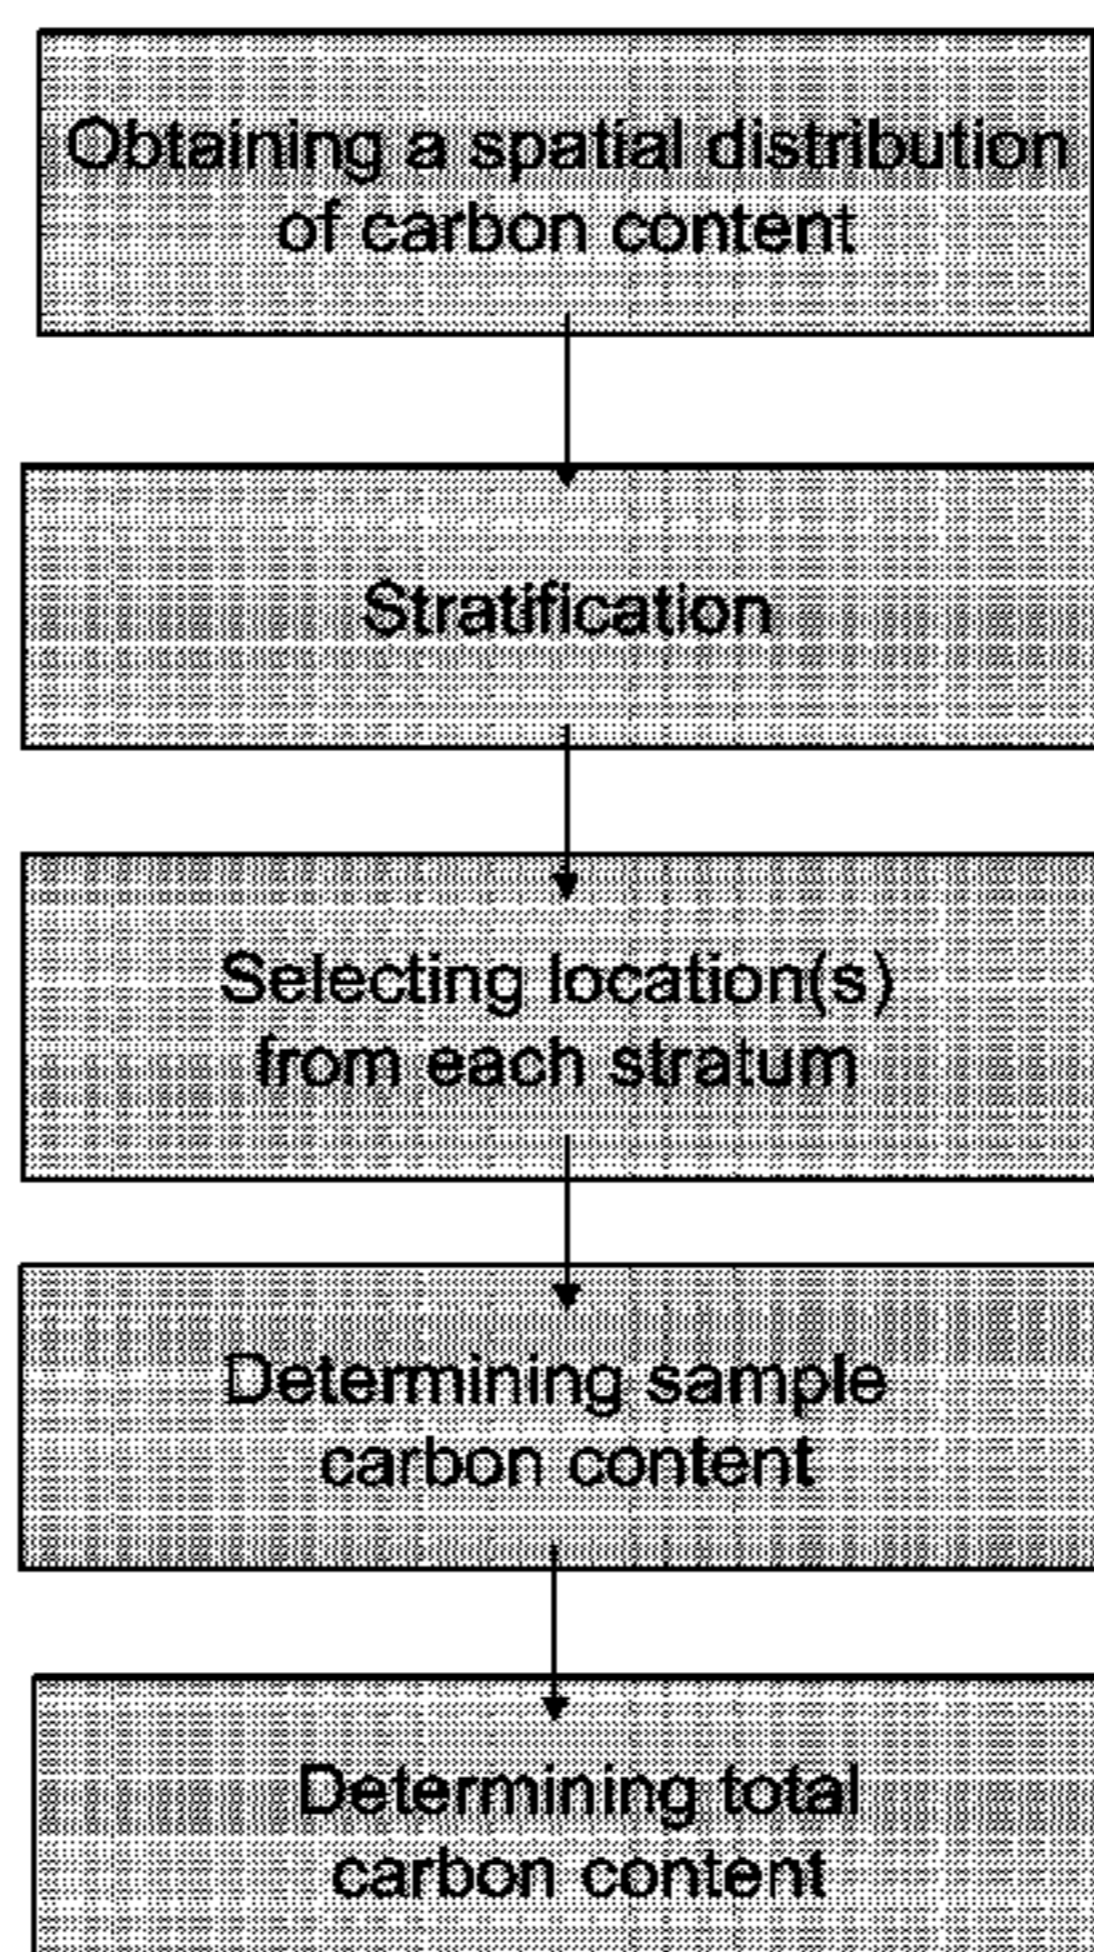 Obtaining a spatial distribution
of carbon content
Stratification
Selecting location(s)
from each stratum
Determining sample
carbon content
Determining total
carbon content